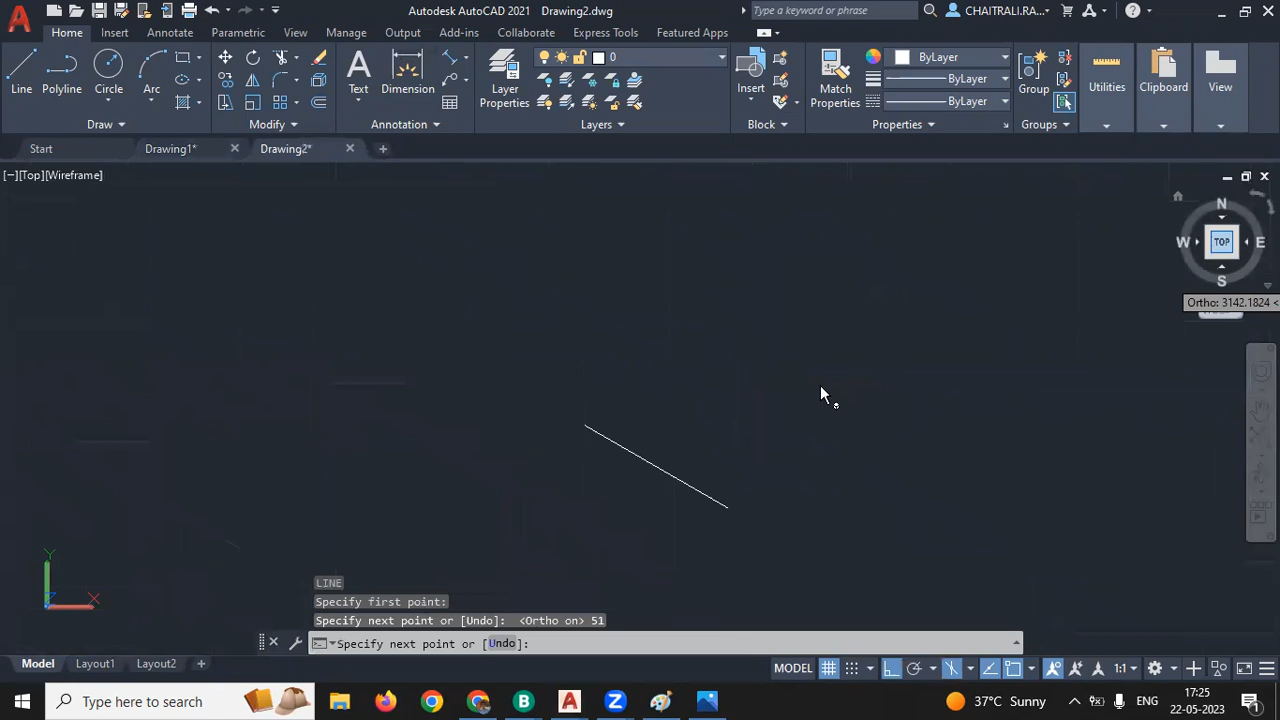 Autodesk AutoCAD 2021 Drawing2.dwg
Type a keyword or phrase
CHAITRALI.RA...
Home Insert Annotate Parametric View Manage Output Add-ins Collaborate Express Tools Featured Apps
0
ByLayer
ByLayer
ByLayer
Line Polyline Circle Arc
Text Dimension
Layer
Properties
Insert
Match
Properties
Group
Utilities Clipboard View
Draw Modify Annotation Layers Block Properties Groups
Start Drawing1* Drawing2*
[−][Top][Wireframe]
N
W TOP E
S
Ortho: 3142.1824 <
Y
X
LINE
Specify first point:
Specify next point or [Undo]: <Ortho on> 51
Specify next point or [Undo]:
Model Layout1 Layout2
MODEL 1:1
Type here to search
37°C Sunny
ENG
17:25
22-05-2023